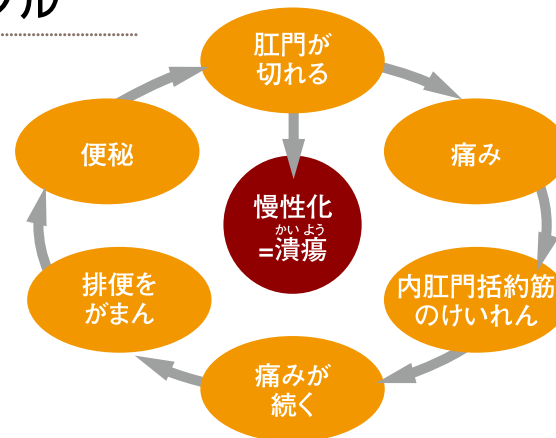 クル
肛門が
切れる
痛み
内肛門括約筋
のけいれん
痛みが
続く
排便を
がまん
便秘
慢性化
かいよう
=潰瘍